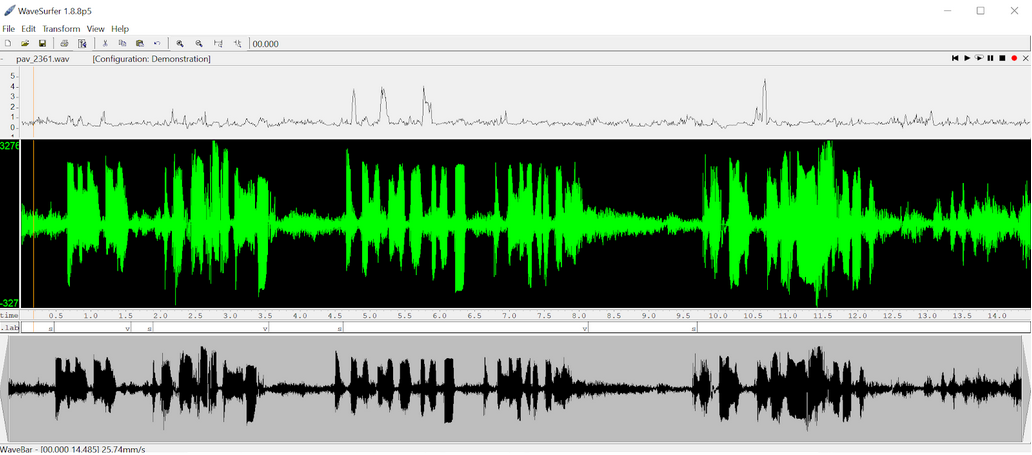 WaveSurfer 1.8.8p5
File Edit Transform View Help
00.000
pav_2361.wav [Configuration: Demonstration]
5
4
3
2
1
0
3276
-327
time 0.5 1.0 1.5 2.0 2.5 3.0 3.5 4.0 4.5 5.0 5.5 6.0 6.5 7.0 7.5 8.0 8.5 9.0 9.5 10.0 10.5 11.0 11.5 12.0 12.5 13.0 13.5 14.0
.lab s v s v s v s
WaveBar - [00.000 14.485] 25.74mm/s